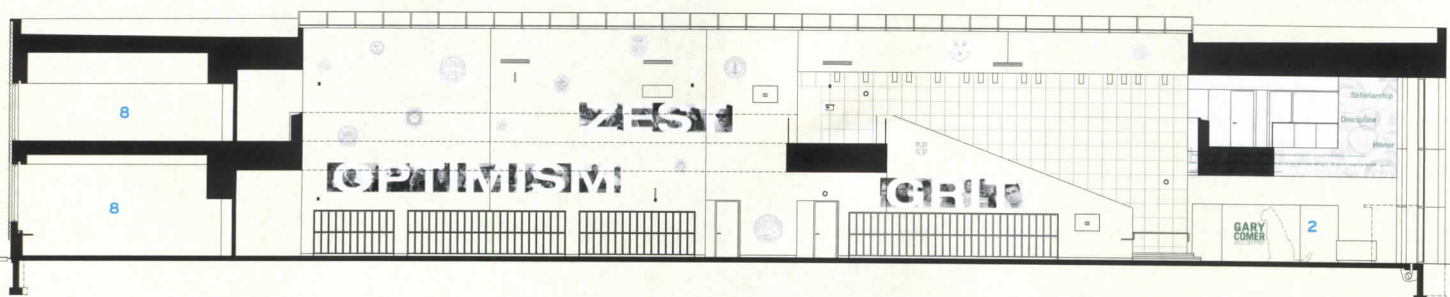 8
8
ZEST
OPTIMISM
GRIT
Scholarship
Discipline
Honor
GARY
COMER
2